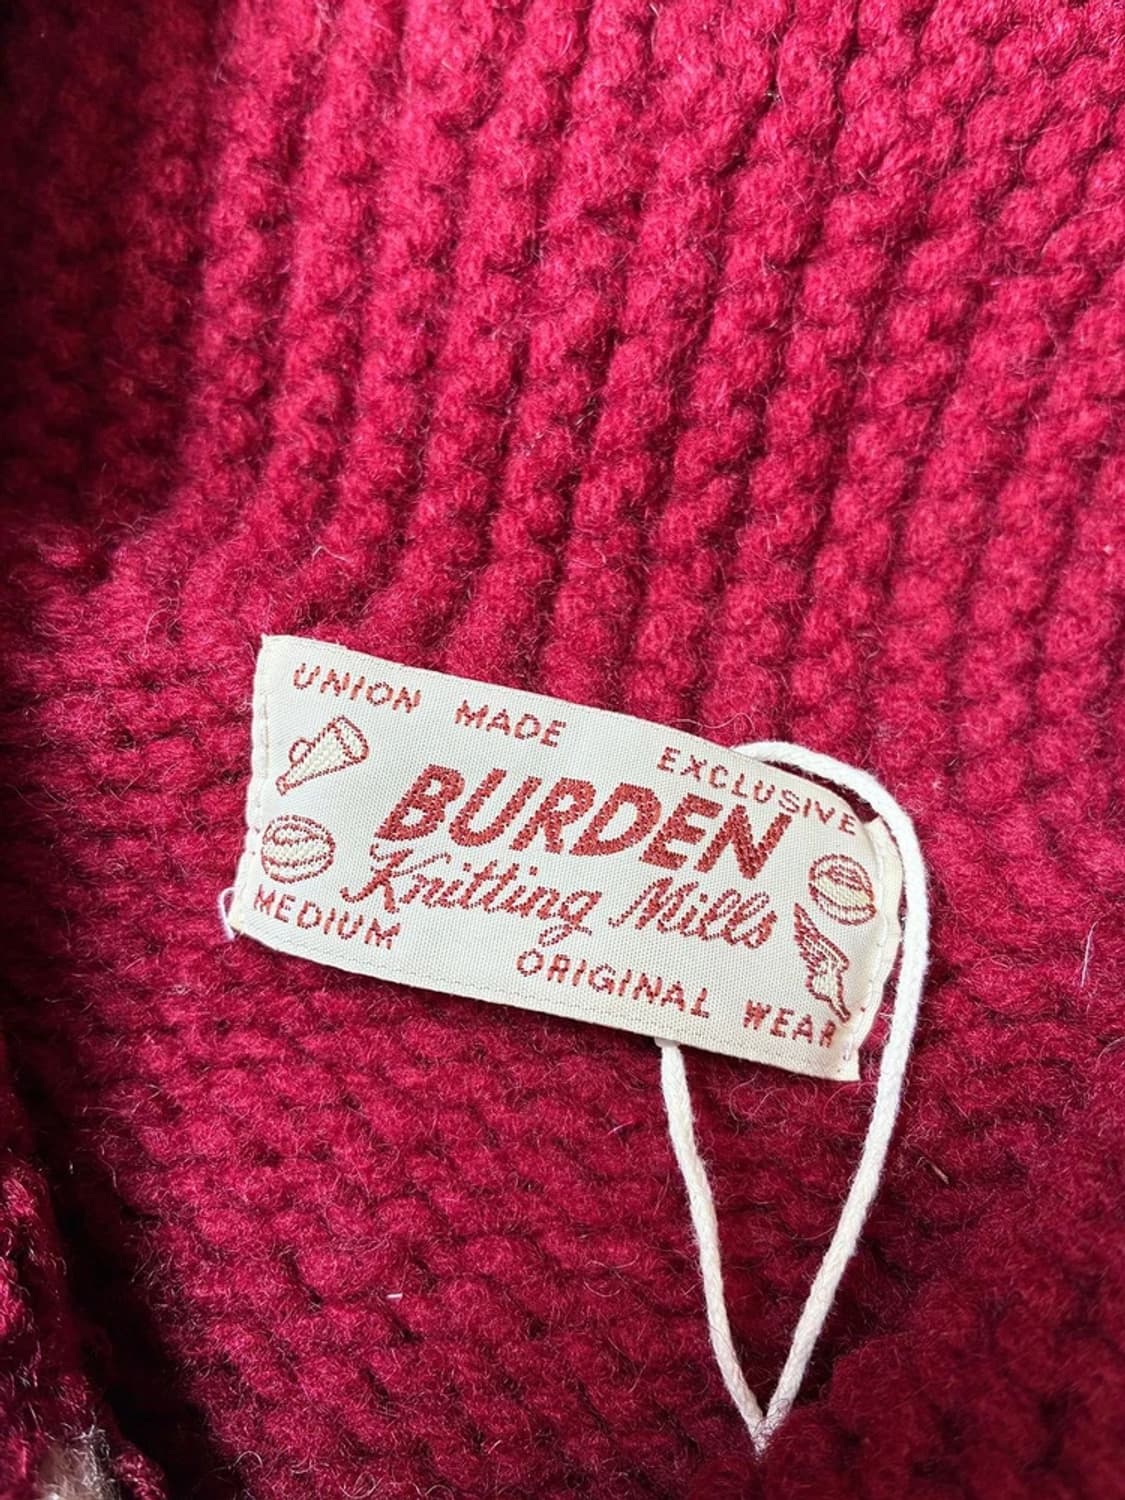 UNION MADE
EXCLUSIVE
BURDEN
Knitting Mills
MEDIUM
ORIGINAL WEAR